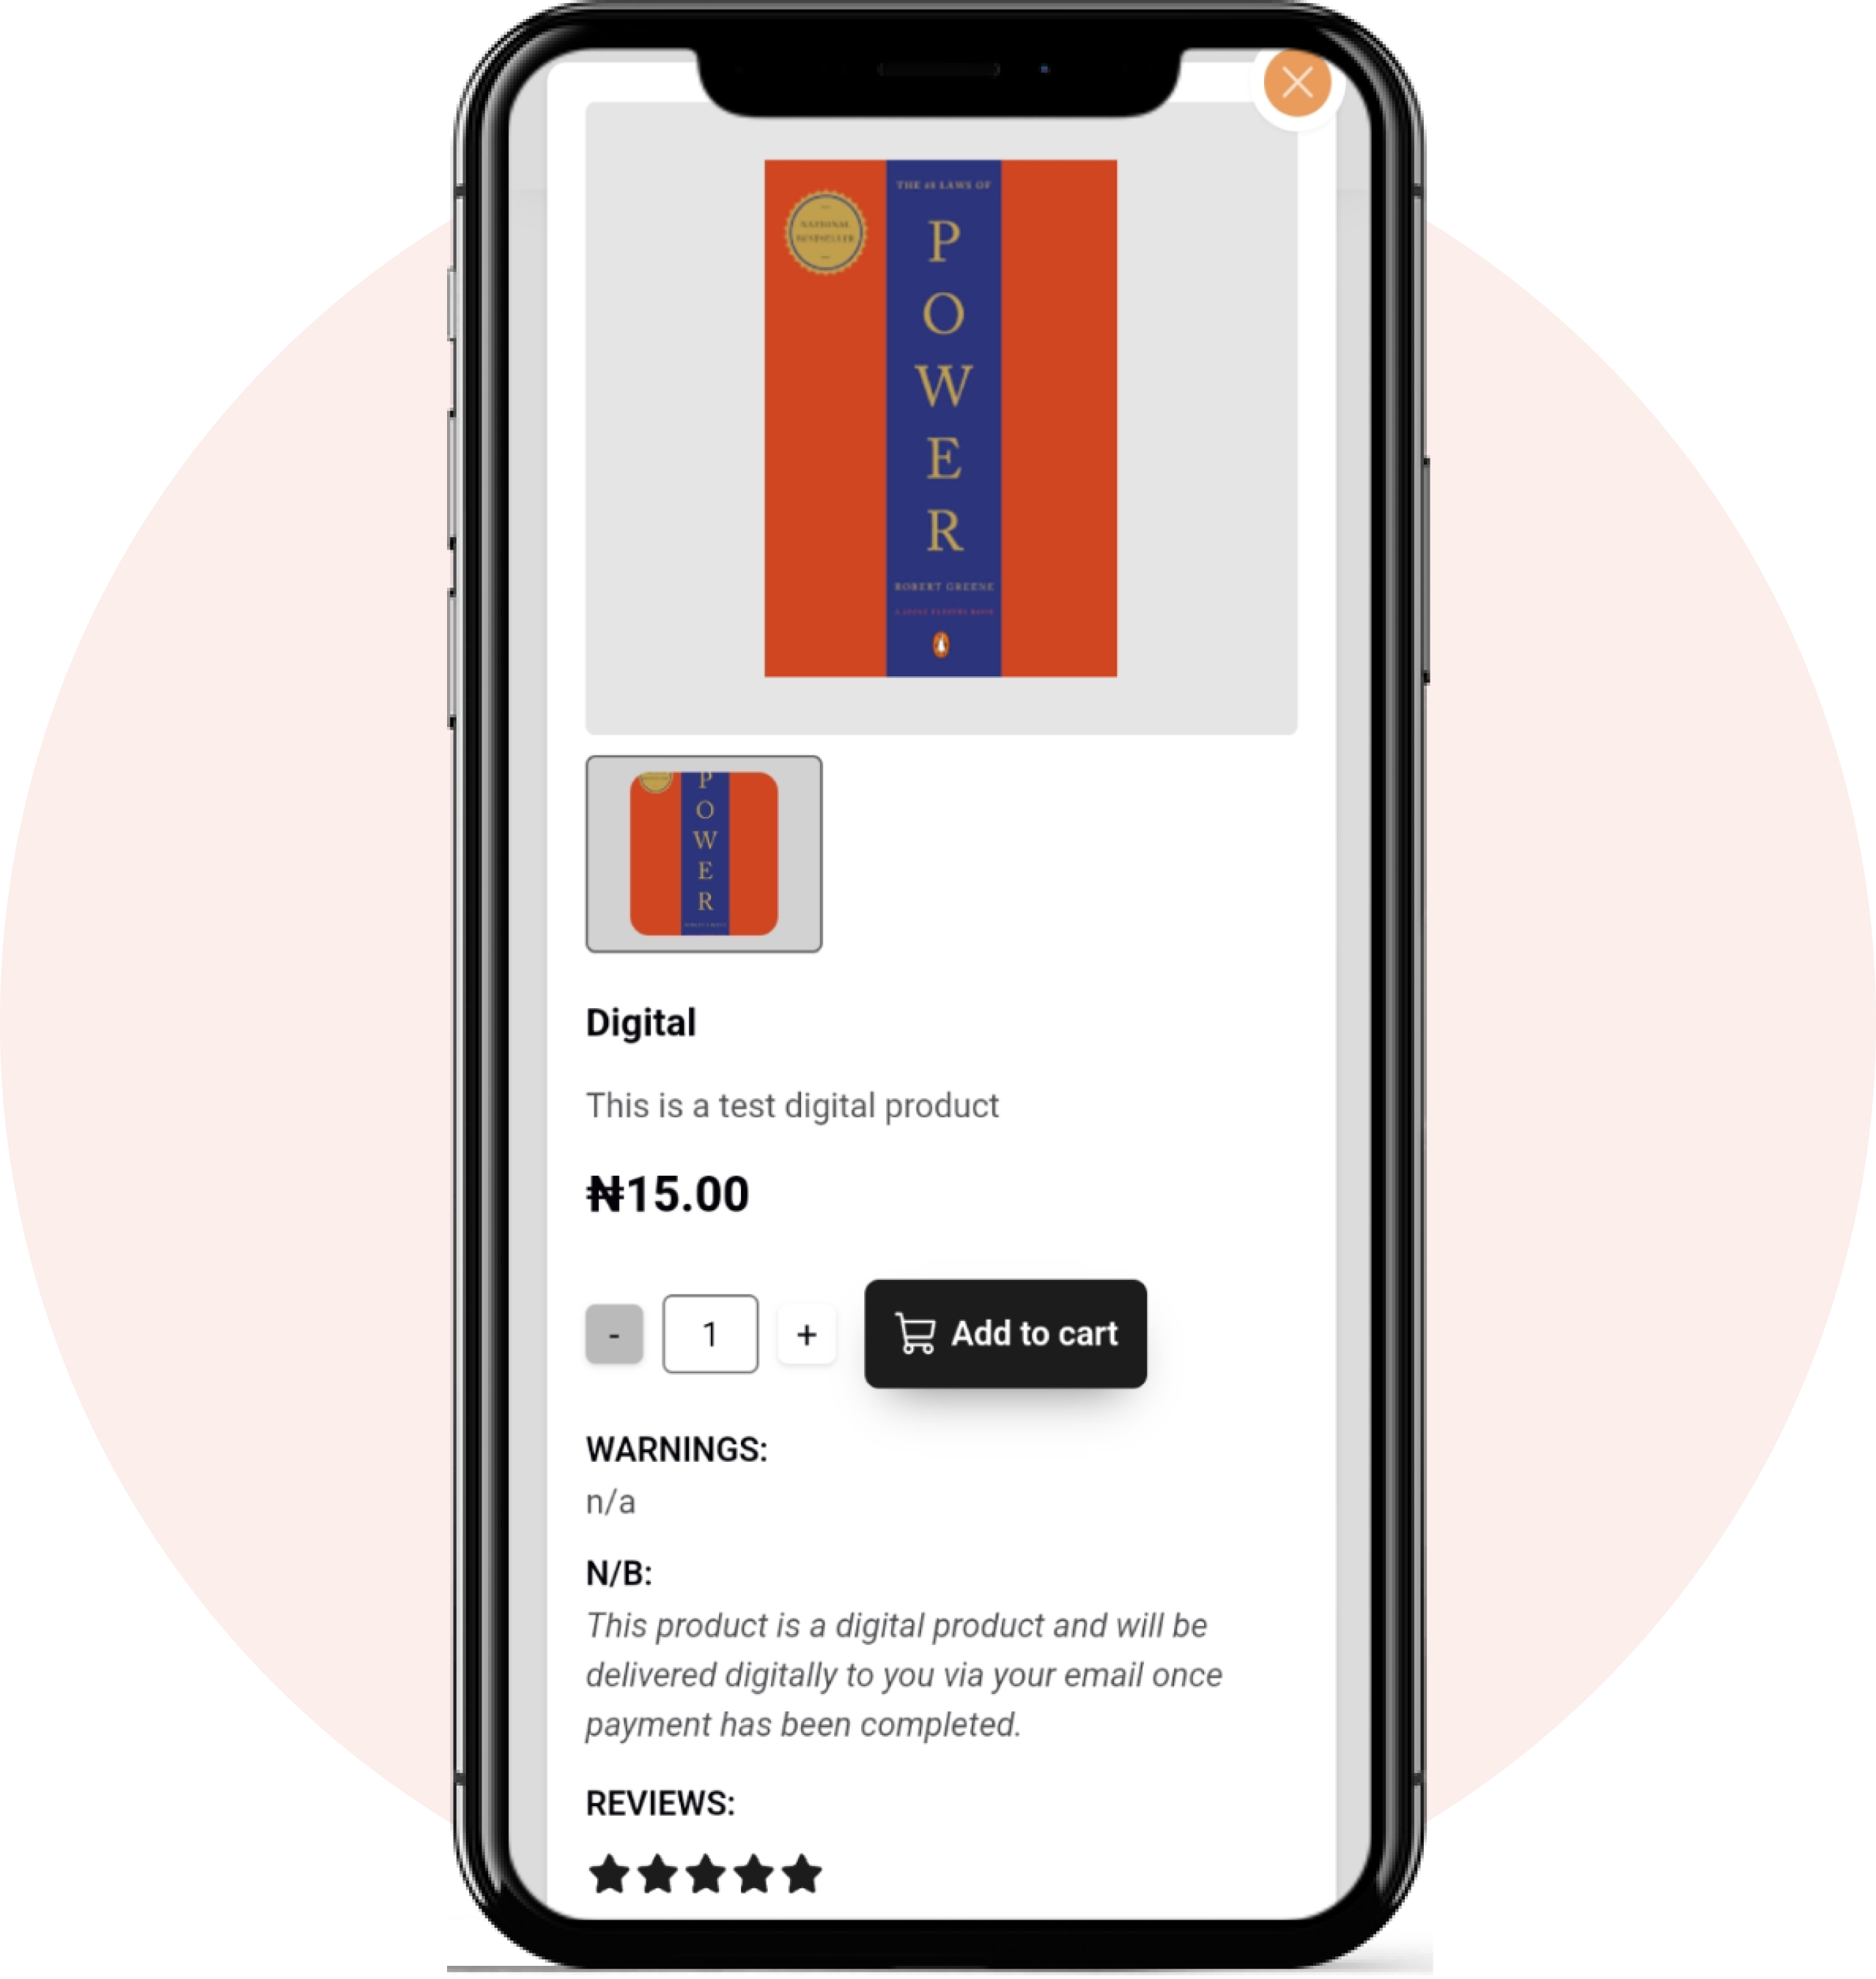 THE 48 LAWS OF
NATIONAL
BESTSELLER
P
O
W
E
R
ROBERT GREENE
A JOOST ELFFERS BOOK
P
O
W
E
R
Digital
This is a test digital product
₦15.00
- 1 + Add to cart
WARNINGS:
n/a
N/B:
This product is a digital product and will be
delivered digitally to you via your email once
payment has been completed.
REVIEWS: